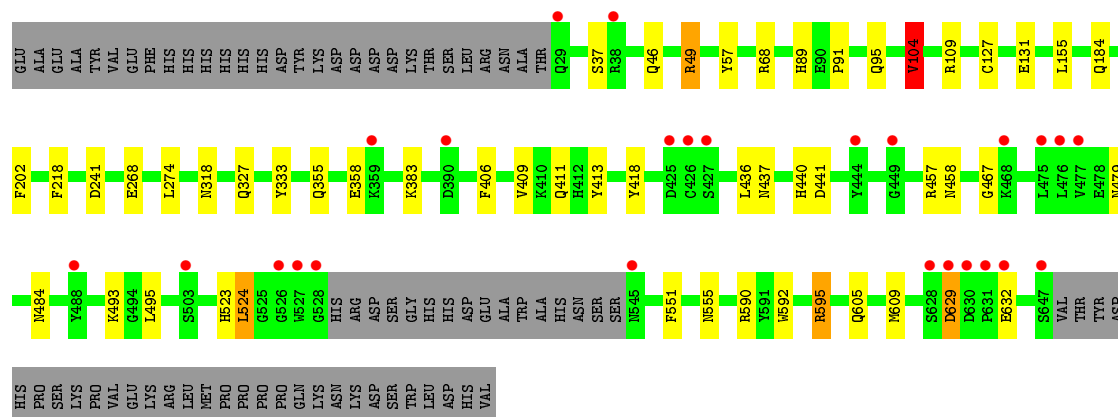 GLU ALA GLU ALA TYR VAL GLU PHE HIS HIS HIS HIS HIS HIS ASP TYR LYS ASP ASP ASP ASP LYS THR SER LEU ARG ASN ALA THR Q29 S37 R38 Q46 R49 Y57 R68 H89 E90 P91 Q95 V104 R109 C127 E131 L155 Q184
F202 F218 D241 E268 L274 N318 Q327 Y333 Q355 E358 K359 K383 D390 F406 V409 K410 Q411 H412 Y413 Y418 D425 C426 S427 L436 N437 H440 D441 Y444 G449 R457 N458 G467 K468 L475 L476 V477 E478 N479
N484 Y488 K493 G494 L495 S503 H523 L524 G525 G526 W527 G528 HIS ARG ASP SER GLY HIS HIS ASP GLU ALA TRP ALA HIS ASN SER SER N545 F551 N555 R590 Y591 W592 R595 Q605 M609 S628 D629 D630 P631 E632 S647 VAL THR TYR ASP
HIS PRO SER LYS PRO VAL GLU LYS ARG LEU MET PRO PRO PRO PRO GLN LYS ASN LYS ASP SER TRP LEU ASP HIS VAL